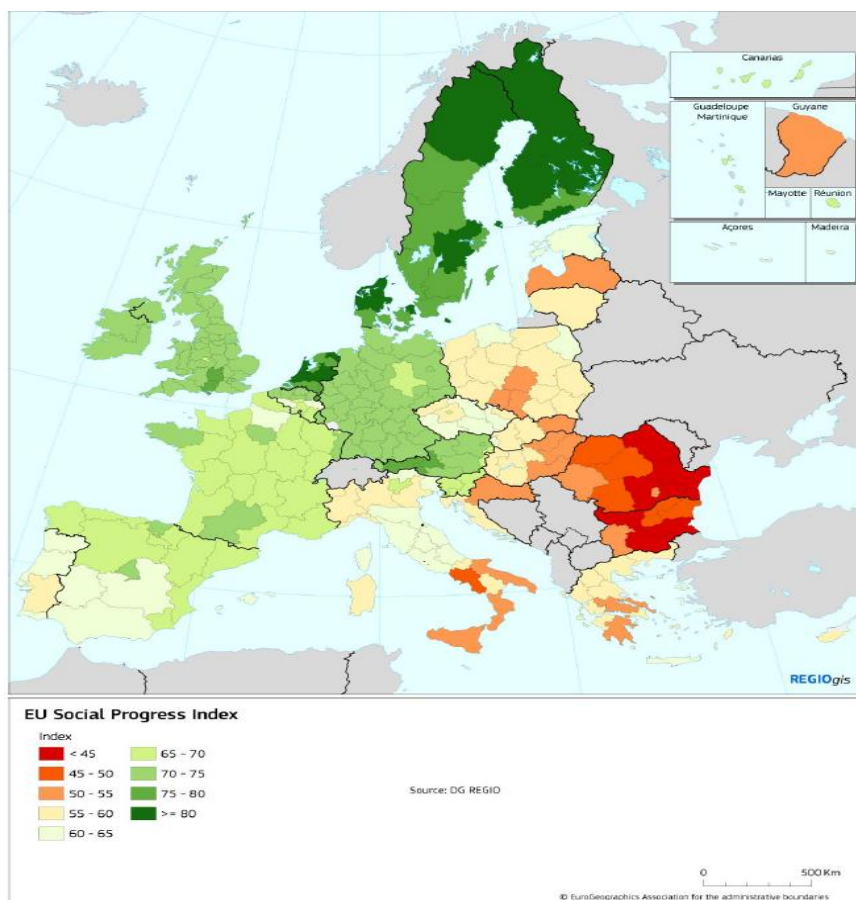 Canarias
Guadeloupe
Martinique
Guyane
Mayotte
Réunion
Açores
Madeira
REGIOgis
EU Social Progress Index
Index
< 45
45 - 50
50 - 55
55 - 60
60 - 65
65 - 70
70 - 75
75 - 80
>= 80
Source: DG REGIO
0 500 Km
© EuroGeographics Association for the administrative boundaries